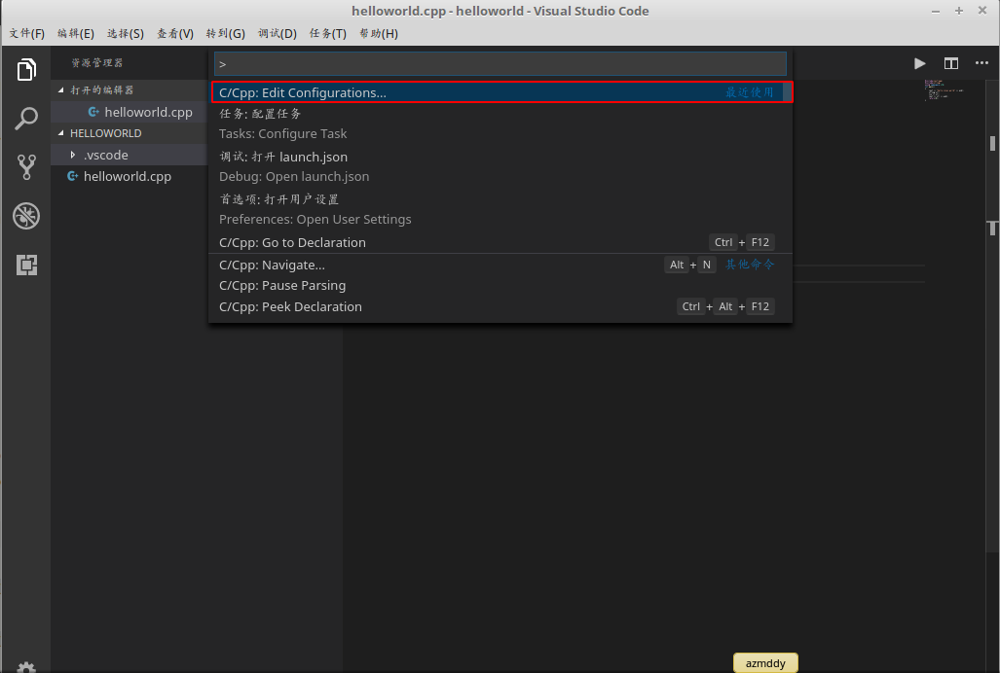 helloworld.cpp - helloworld - Visual Studio Code
文件(F) 编辑(E) 选择(S) 查看(V) 转到(G) 调试(D) 任务(T) 帮助(H)
资源管理器
打开的编辑器
helloworld.cpp
HELLOWORLD
.vscode
helloworld.cpp
>
C/Cpp: Edit Configurations... 最近使用
任务: 配置任务
Tasks: Configure Task
调试: 打开 launch.json
Debug: Open launch.json
首选项: 打开用户设置
Preferences: Open User Settings
C/Cpp: Go to Declaration Ctrl + F12
C/Cpp: Navigate... Alt + N 其他命令
C/Cpp: Pause Parsing
C/Cpp: Peek Declaration Ctrl + Alt + F12
azmddy